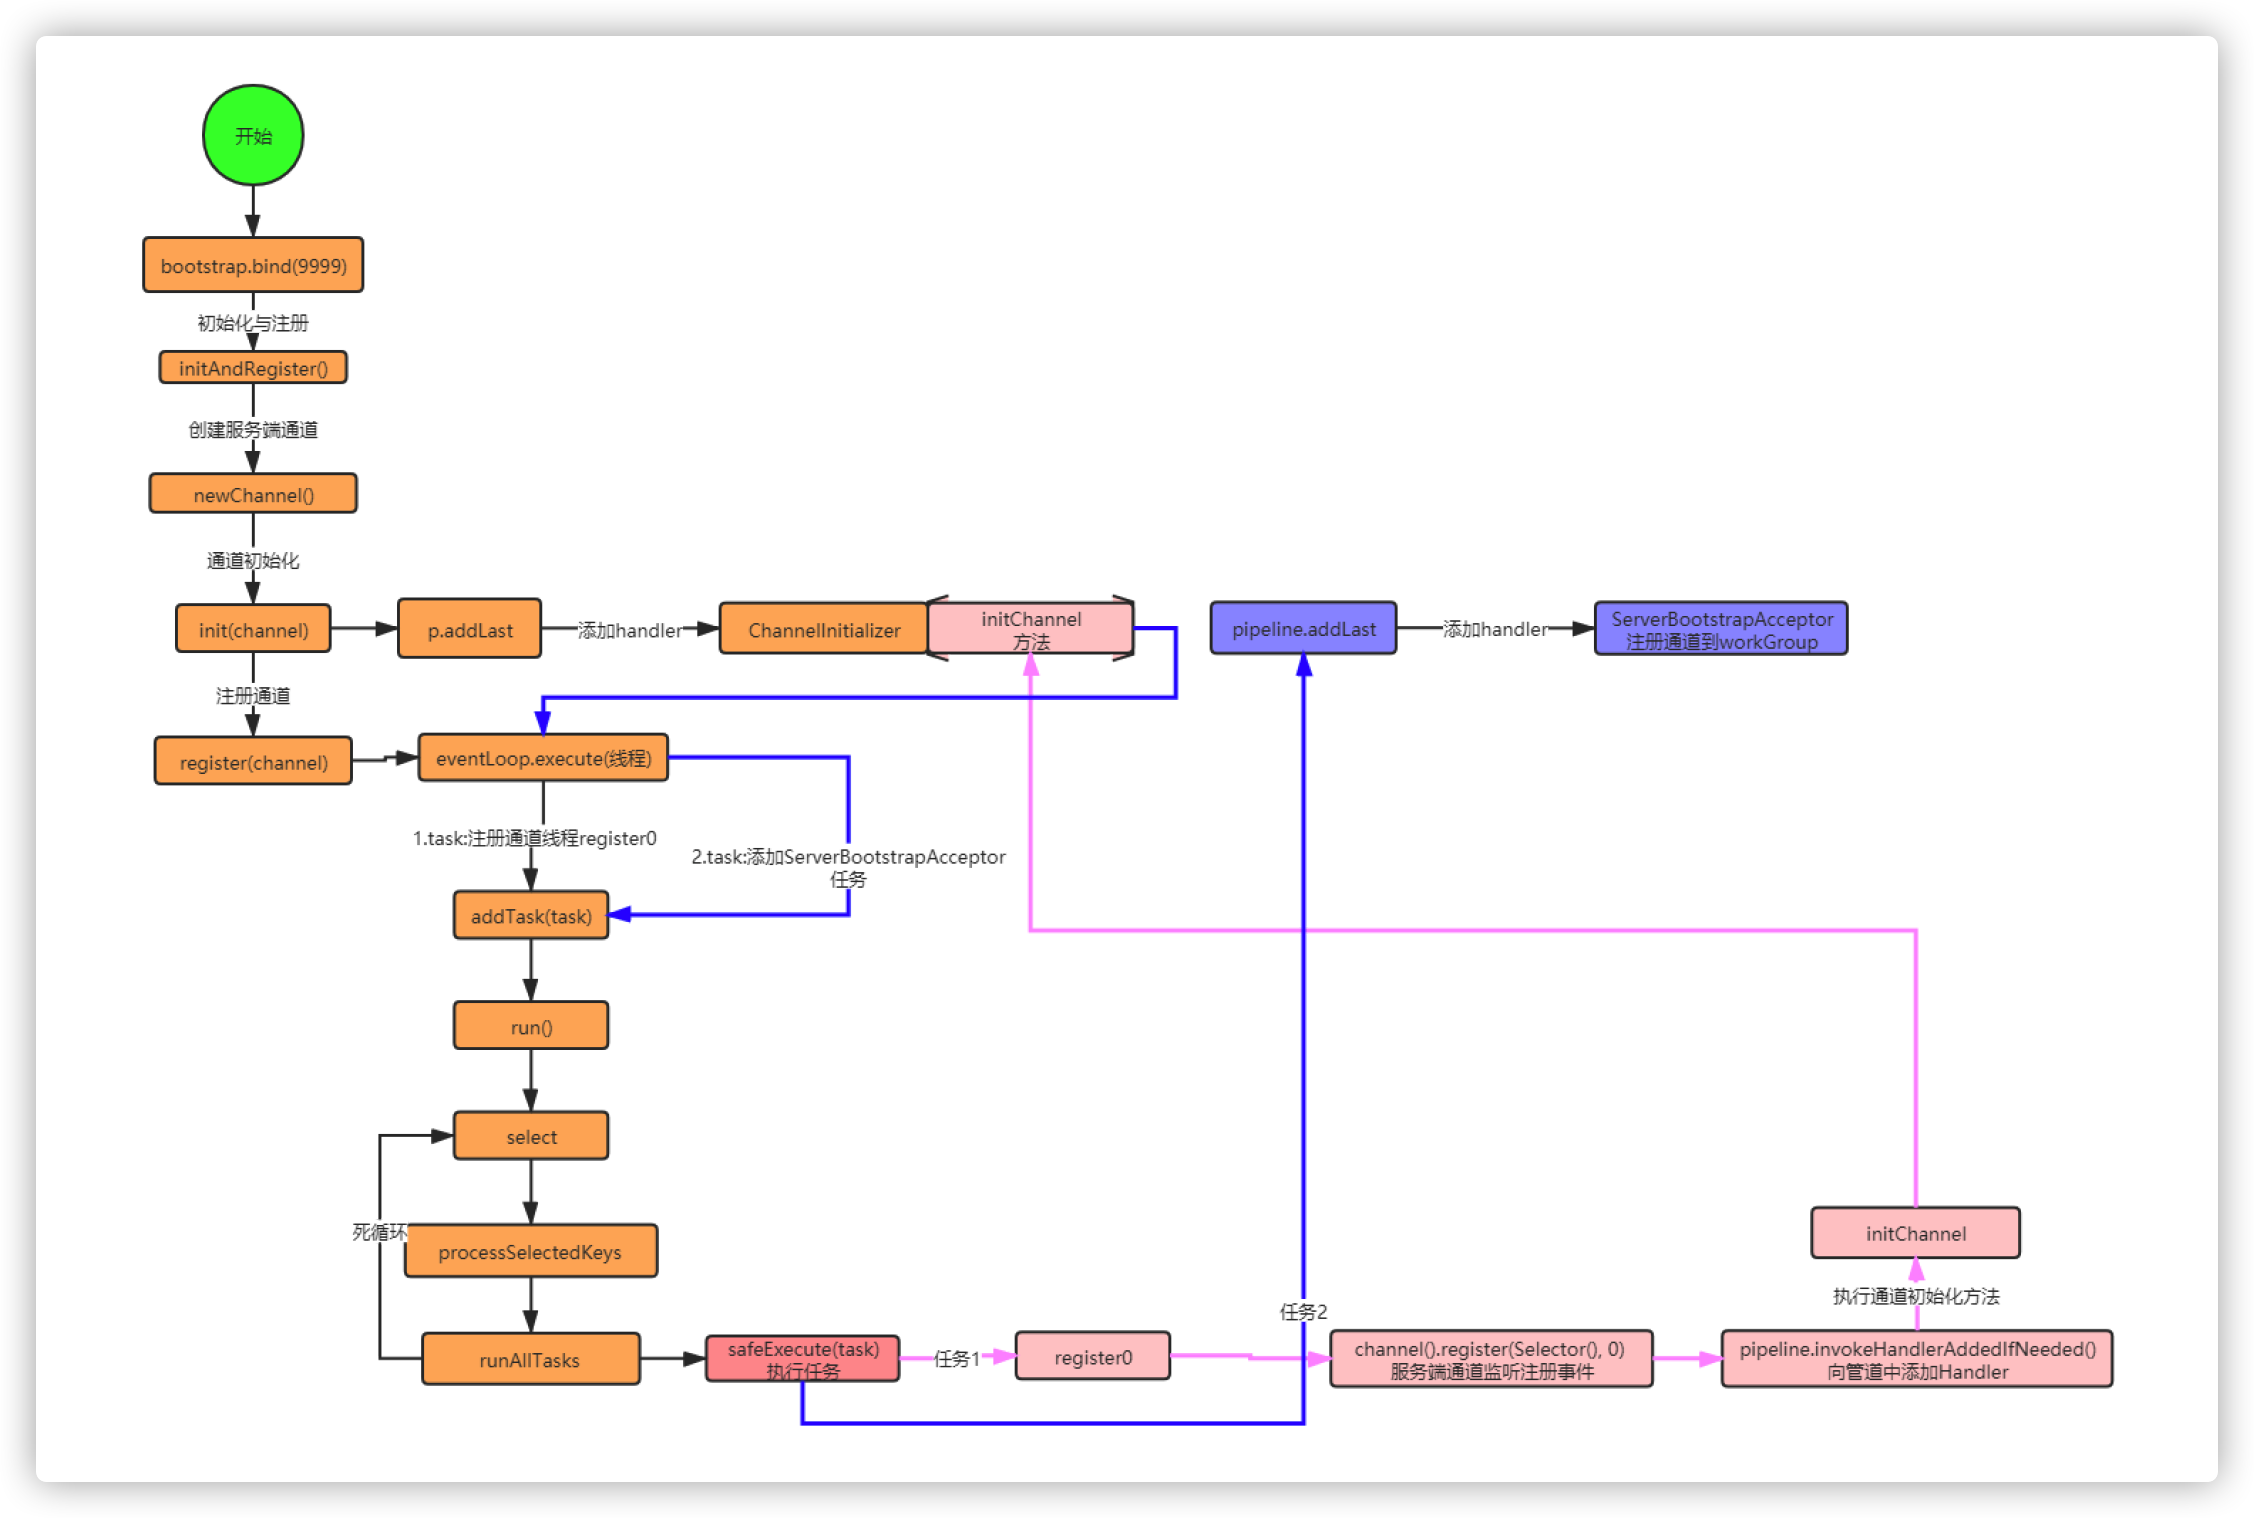 开始
bootstrap.bind(9999)
初始化与注册
initAndRegister()
创建服务端通道
newChannel()
通道初始化
init(channel)
p.addLast
添加handler
ChannelInitializer
initChannel
方法
pipeline.addLast
添加handler
ServerBootstrapAcceptor
注册通道到workGroup
注册通道
register(channel)
eventLoop.execute(线程)
1.task:注册通道线程register0
2.task:添加ServerBootstrapAcceptor
任务
addTask(task)
run()
select
死循环
processSelectedKeys
runAllTasks
safeExecute(task)
执行任务
任务1
register0
任务2
channel().register(Selector(), 0)
服务端通道监听注册事件
pipeline.invokeHandlerAddedIfNeeded()
向管道中添加Handler
执行通道初始化方法
initChannel